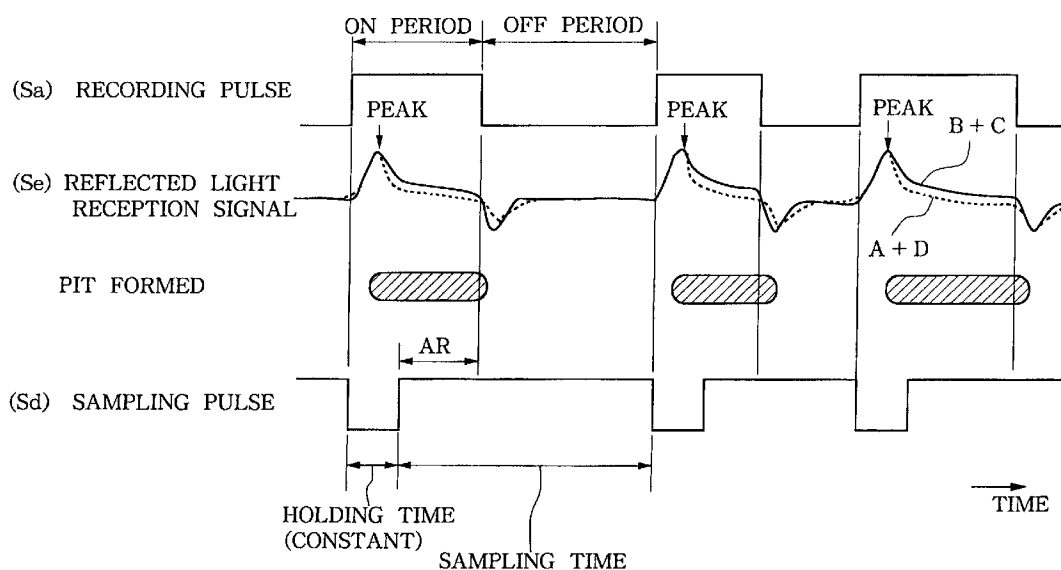 ON PERIOD OFF PERIOD
(Sa) RECORDING PULSE
PEAK PEAK PEAK B + C
(Se) REFLECTED LIGHT
RECEPTION SIGNAL
A + D
PIT FORMED
AR
(Sd) SAMPLING PULSE
TIME
HOLDING TIME
(CONSTANT)
SAMPLING TIME